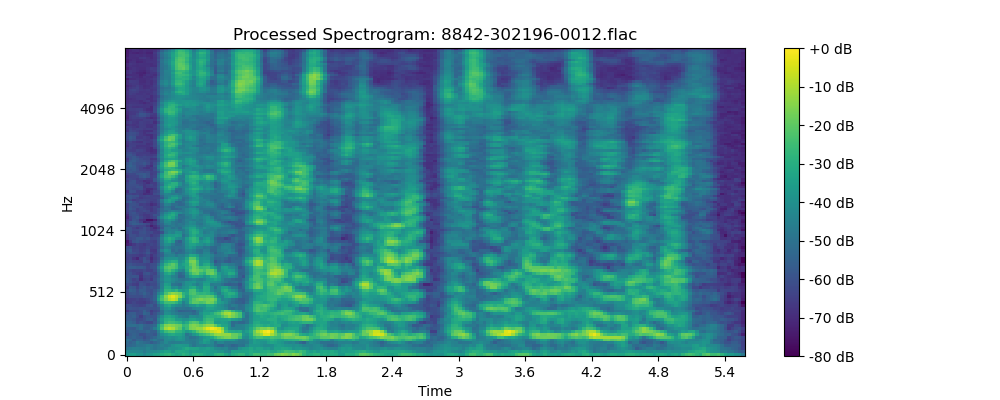 Processed Spectrogram: 8842-302196-0012.flac
Hz
4096
2048
1024
512
0
0 0.6 1.2 1.8 2.4 3 3.6 4.2 4.8 5.4
Time
+0 dB
-10 dB
-20 dB
-30 dB
-40 dB
-50 dB
-60 dB
-70 dB
-80 dB